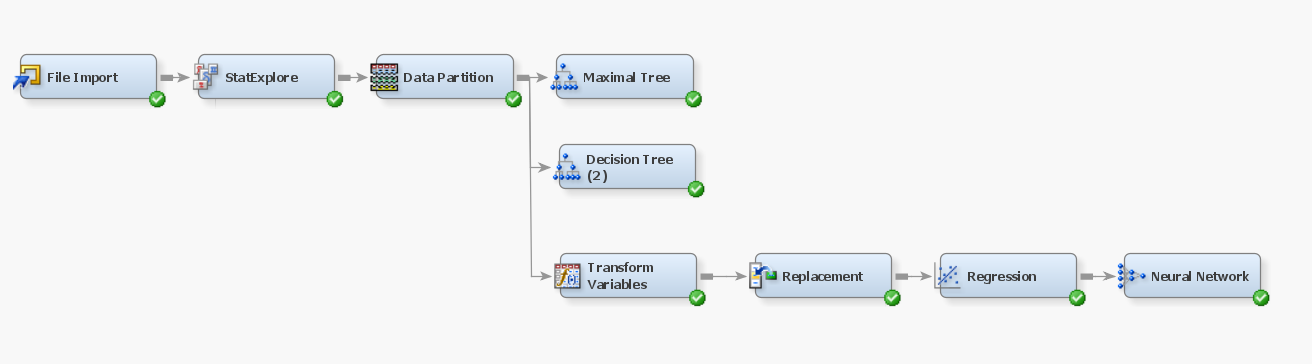 File Import
StatExplore
Data Partition
Maximal Tree
Decision Tree
(2)
Transform
Variables
Replacement
Regression
Neural Network